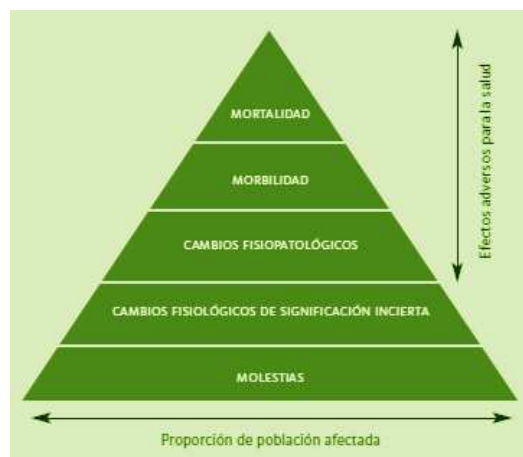 MORTALIDAD
MORBILIDAD
CAMBIOS FISIOPATOLÓGICOS
CAMBIOS FISIOLÓGICOS DE SIGNIFICACIÓN INCIERTA
MOLESTIAS
Efectos adversos para la salud
Proporción de población afectada